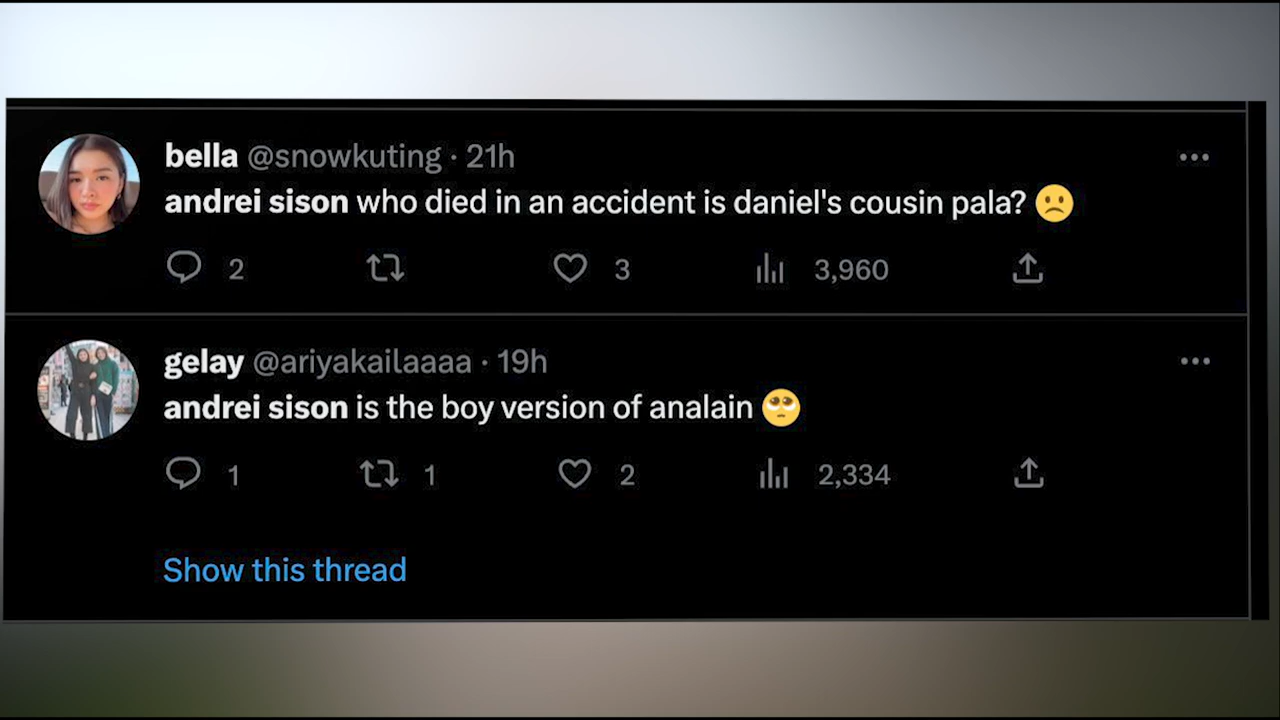 bella @snowkuting · 21h
andrei sison who died in an accident is daniel's cousin pala? 🙁
2 3 3,960
gelay @ariyakailaaaa · 19h
andrei sison is the boy version of analain 🥺
1 1 2 2,334
Show this thread